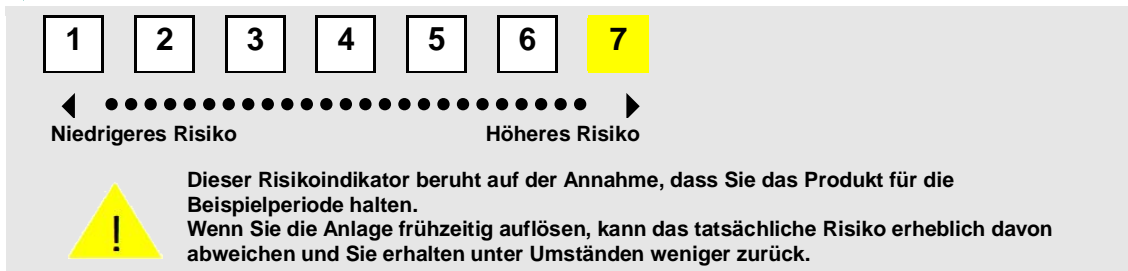 1 2 3 4 5 6 7
Niedrigeres Risiko Höheres Risiko
Dieser Risikoindikator beruht auf der Annahme, dass Sie das Produkt für die
Beispielperiode halten.
Wenn Sie die Anlage frühzeitig auflösen, kann das tatsächliche Risiko erheblich davon
abweichen und Sie erhalten unter Umständen weniger zurück.
!